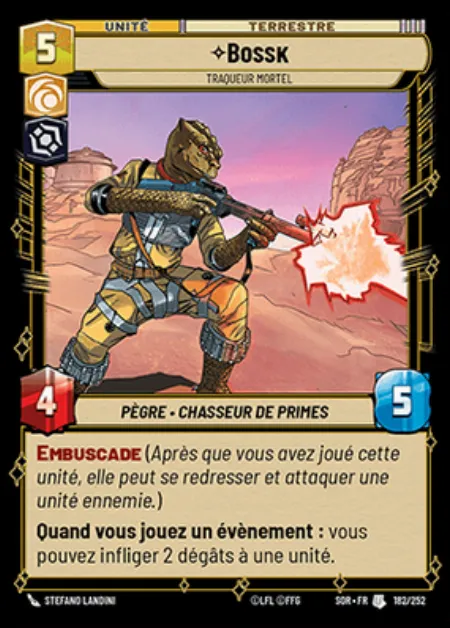 5
UNITÉ
TERRESTRE
✧BOSSK
TRAQUEUR MORTEL
4
PÈGRE • CHASSEUR DE PRIMES
5
EMBUSCADE (Après que vous avez joué cette
unité, elle peut se redresser et attaquer une
unité ennemie.)
Quand vous jouez un évènement : vous
pouvez infliger 2 dégâts à une unité.
STEFANO LANDINI
©LFL ©FFG
SOR • FR
182/252